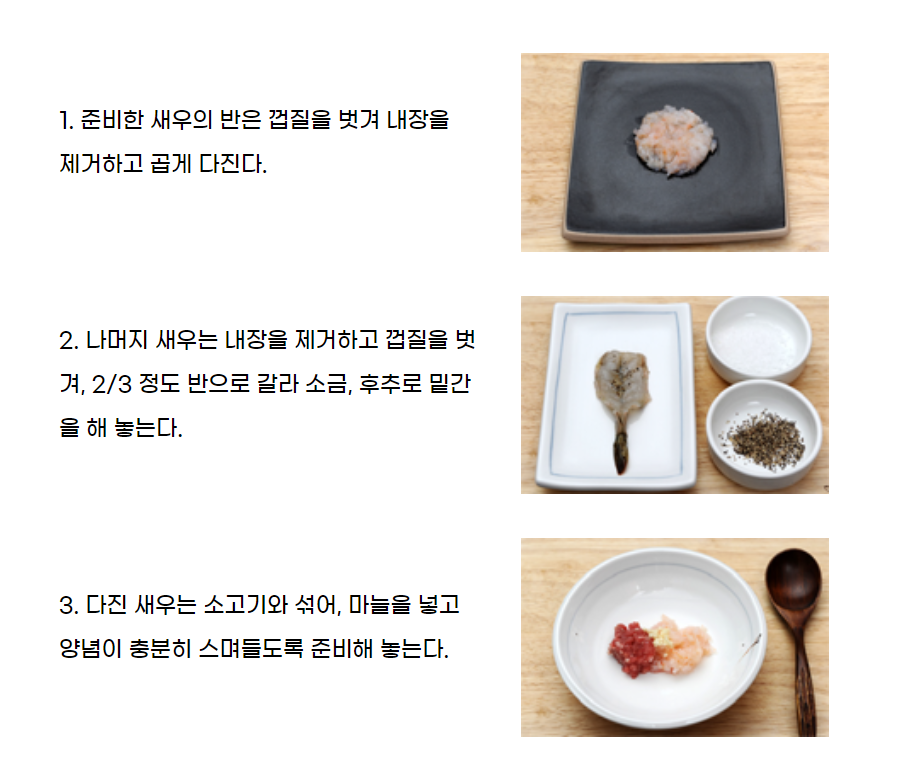 1. 준비한 새우의 반은 껍질을 벗겨 내장을
제거하고 곱게 다진다.
2. 나머지 새우는 내장을 제거하고 껍질을 벗
겨, 2/3 정도 반으로 갈라 소금, 후추로 밑간
을 해 놓는다.
3. 다진 새우는 소고기와 섞어, 마늘을 넣고
양념이 충분히 스며들도록 준비해 놓는다.